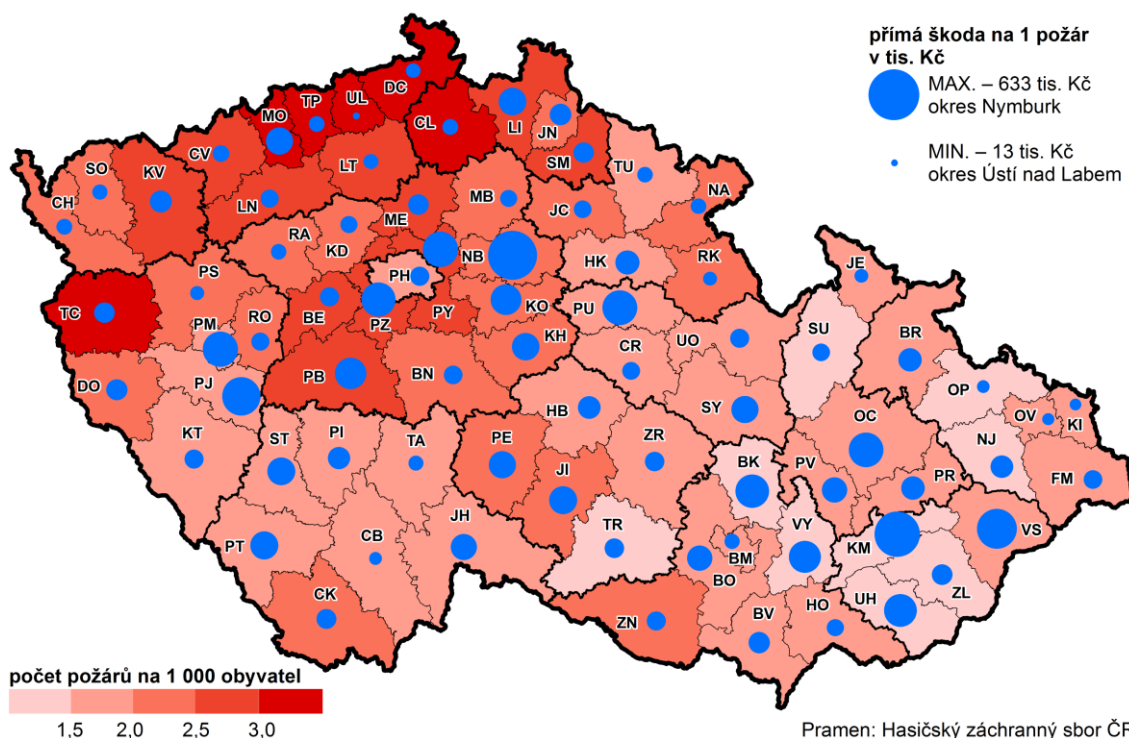 přímá škoda na 1 požár
v tis. Kč
MAX. – 633 tis. Kč
okres Nymburk
MIN. – 13 tis. Kč
okres Ústí nad Labem
DC
UL
TP
MO
CL
LI
JN
SM
CV
LT
TU
SO
KV
CH
LN
ME
MB
JC
NA
RA
KD
PH
NB
HK
RK
PS
TC
JE
PM
RO
BE
PZ
PY
KO
PU
SU
BR
KH
CR
UO
DO
PJ
PB
BN
OP
OV
KI
HB
SY
OC
KT
ST
PI
TA
PE
ZR
NJ
BK
PV
PR
FM
JI
PT
CB
JH
TR
VY
KM
VS
BM
BO
CK
ZN
BV
HO
UH
ZL
počet požárů na 1 000 obyvatel
1,5 2,0 2,5 3,0
Pramen: Hasičský záchranný sbor ČR